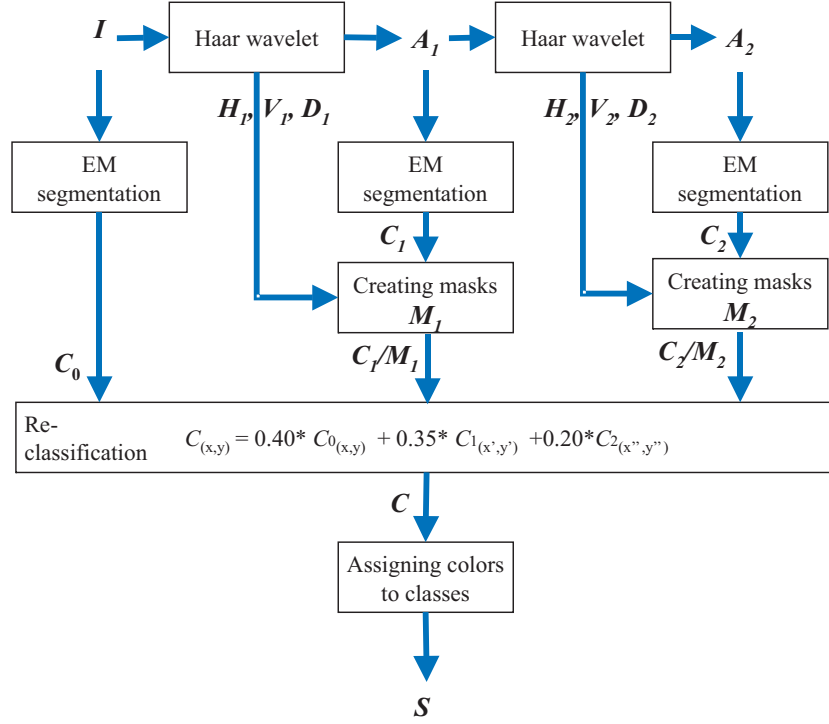 I
Haar wavelet
A1
Haar wavelet
A2
H1, V1, D1
H2, V2, D2
EM
segmentation
EM
segmentation
EM
segmentation
C1
C2
Creating masks
M1
Creating masks
M2
C0
C1/M1
C2/M2
Re-
classification
C(x,y) = 0.40* C0(x,y) + 0.35* C1(x',y') +0.20*C2(x",y")
C
Assigning colors
to classes
S